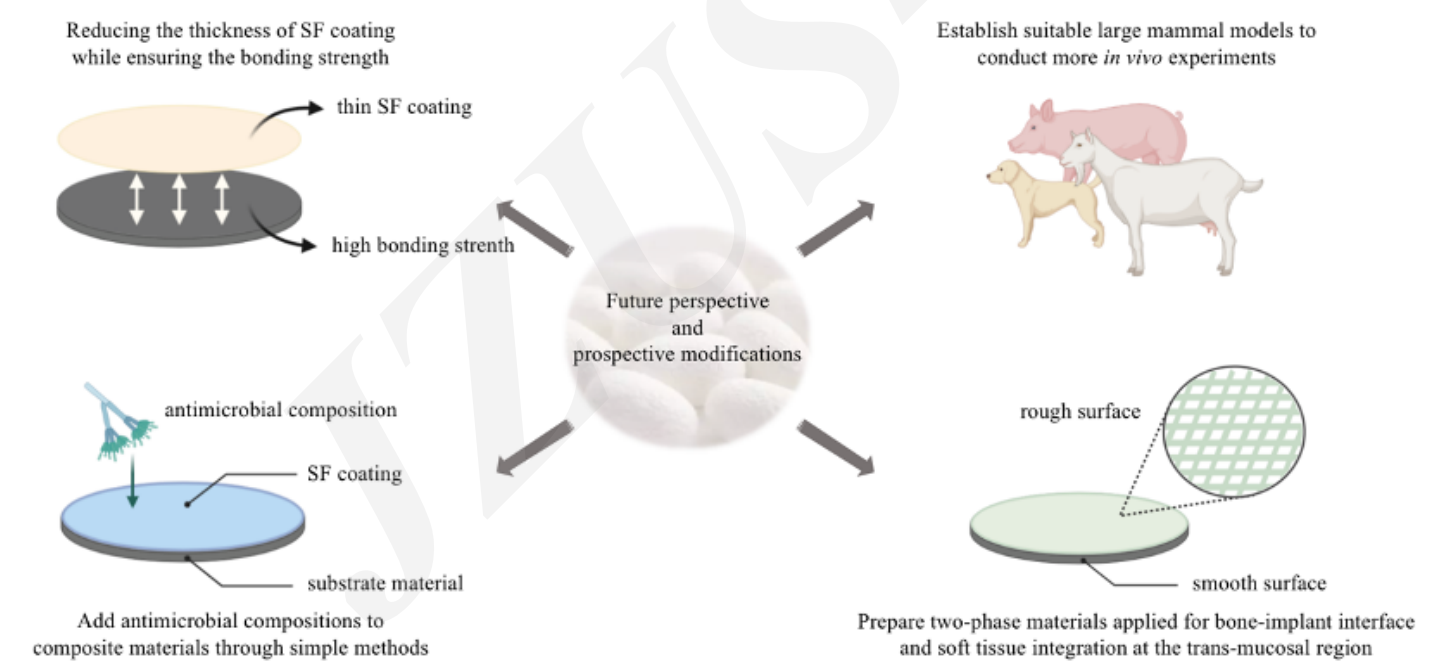 Reducing the thickness of SF coating
while ensuring the bonding strength
thin SF coating
high bonding strenth
Establish suitable large mammal models to
conduct more in vivo experiments
Future perspective
and
prospective modifications
antimicrobial composition
SF coating
substrate material
Add antimicrobial compositions to
composite materials through simple methods
rough surface
smooth surface
Prepare two-phase materials applied for bone-implant interface
and soft tissue integration at the trans-mucosal region
JZUS